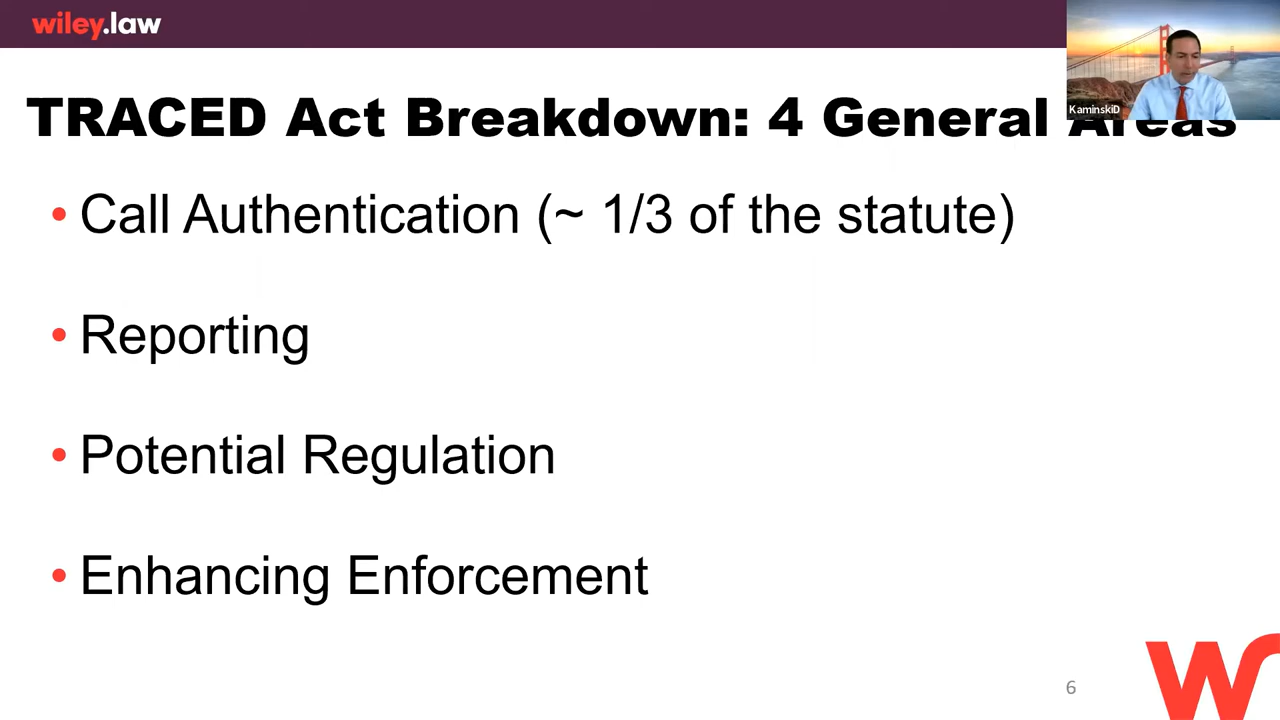 wiley.law
KaminskiD
TRACED Act Breakdown: 4 General Areas
• Call Authentication (~ 1/3 of the statute)
• Reporting
• Potential Regulation
• Enhancing Enforcement
6
W